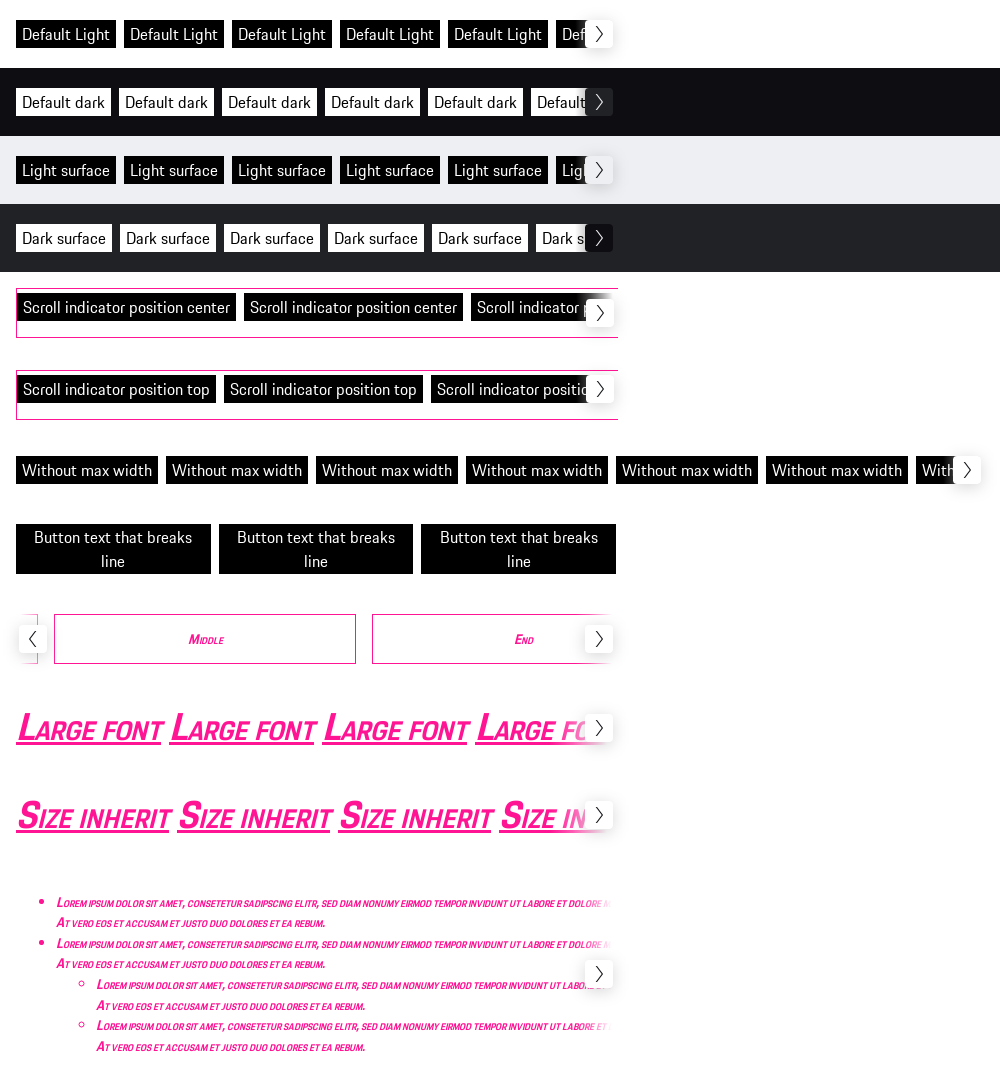 Default Light Default Light Default Light Default Light Default Light
Default dark Default dark Default dark Default dark Default dark Default
Light surface Light surface Light surface Light surface Light surface
Dark surface Dark surface Dark surface Dark surface Dark surface Dark
Scroll indicator position center Scroll indicator position center Scroll indicator
Scroll indicator position top Scroll indicator position top Scroll indicator
Without max width Without max width Without max width Without max width Without max width Without max width
Button text that breaks line
Button text that breaks line
Button text that breaks line
Middle End
Large font Large font Large font Large
Size inherit Size inherit Size inherit Size
Lorem ipsum dolor sit amet, consetetur sadipscing elitr, sed diam nonumy eirmod tempor invidunt ut labore et dolore
At vero eos et accusam et justo duo dolores et ea rebum.
Lorem ipsum dolor sit amet, consetetur sadipscing elitr, sed diam nonumy eirmod tempor invidunt ut labore et dolore
At vero eos et accusam et justo duo dolores et ea rebum.
Lorem ipsum dolor sit amet, consetetur sadipscing elitr, sed diam nonumy eirmod tempor invidunt ut
At vero eos et accusam et justo duo dolores et ea rebum.
Lorem ipsum dolor sit amet, consetetur sadipscing elitr, sed diam nonumy eirmod tempor invidunt ut labore et
At vero eos et accusam et justo duo dolores et ea rebum.